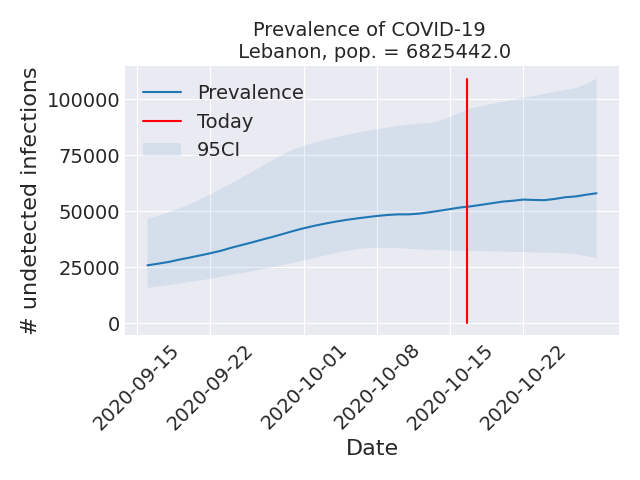 Prevalence of COVID-19
Lebanon, pop. = 6825442.0
# undetected infections
100000
75000
50000
25000
0
Prevalence
Today
95CI
2020-09-15
2020-09-22
2020-10-01
2020-10-08
2020-10-15
2020-10-22
Date